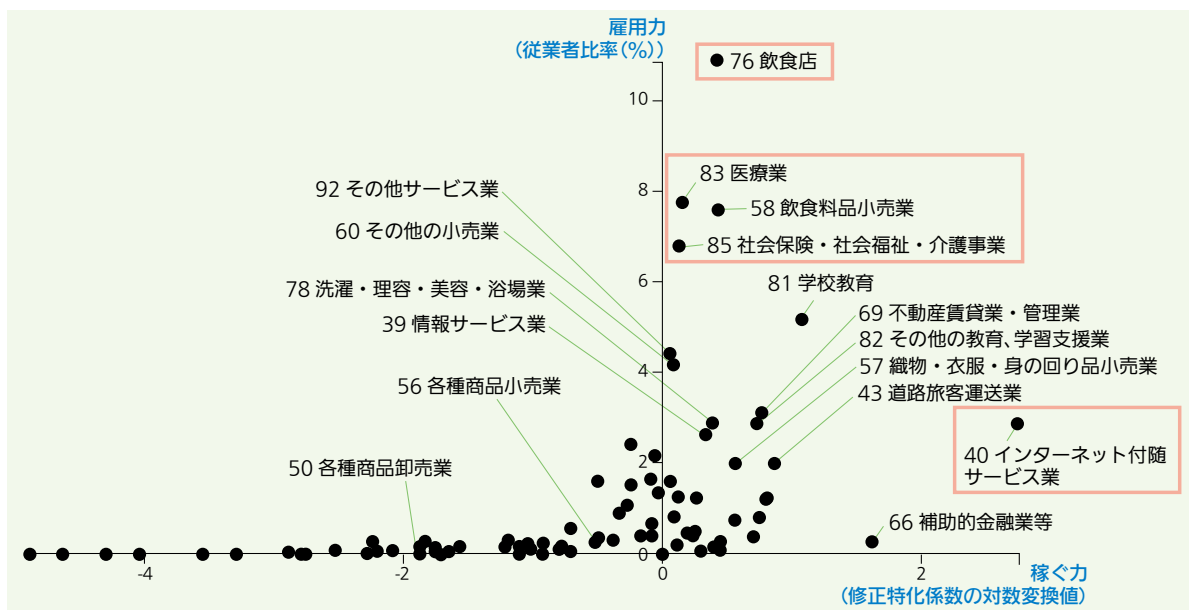 雇用力
（従業者比率（%））
76 飲食店
10
83 医療業
92 その他サービス業
8
58 飲食料品小売業
60 その他の小売業
85 社会保険・社会福祉・介護事業
6
78 洗濯・理容・美容・浴場業
81 学校教育
69 不動産賃貸業・管理業
39 情報サービス業
82 その他の教育、学習支援業
4
57 織物・衣服・身の回り品小売業
56 各種商品小売業
43 道路旅客運送業
50 各種商品卸売業
2
40 インターネット付随
サービス業
66 補助的金融業等
0
-4
-2
0
2
稼ぐ力
（修正特化係数の対数変換値）